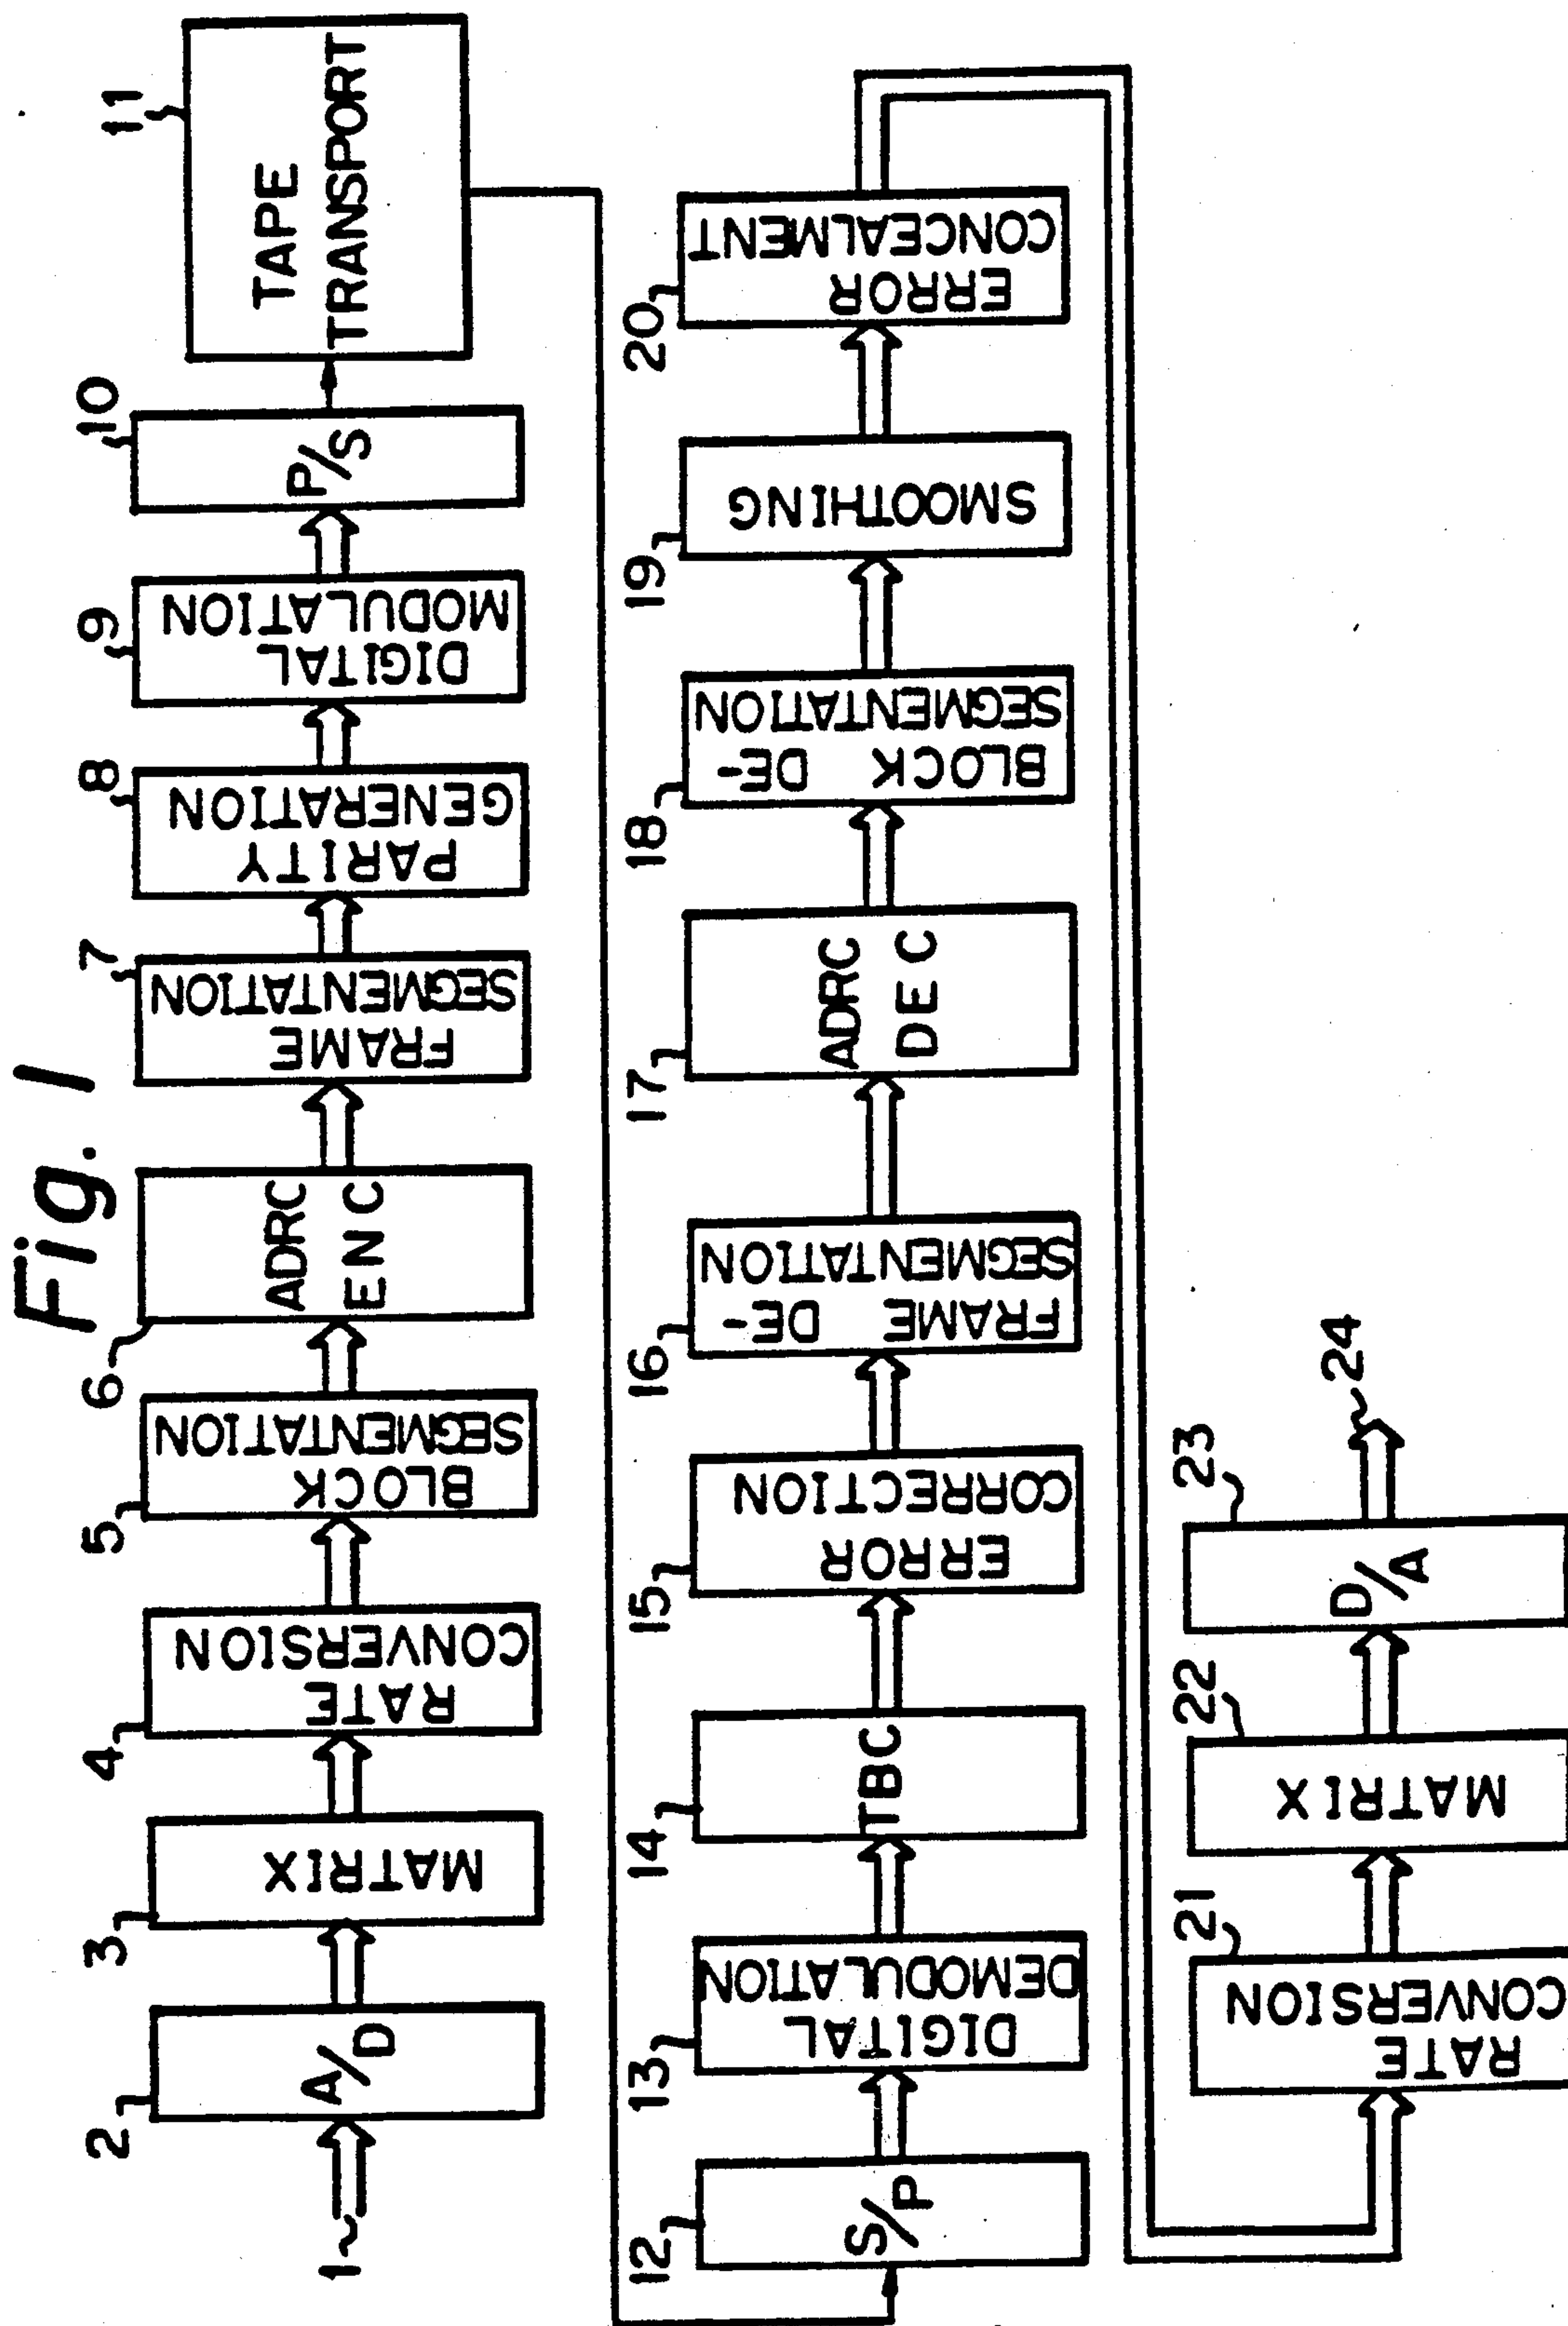 Fig. 1
1
2
A/D
3
MATRIX
4
RATE
CONVERSION
5
BLOCK
SEGMENTATION
6
ADRC
ENC
7
FRAME
SEGMENTATION
8
PARITY
GENERATION
9
DIGITAL
MODULATION
10
P/S
11
TAPE
TRANSPORT
12
S/P
13
DIGITAL
DEMODULATION
14
TBC
15
ERROR
CORRECTION
16
FRAME DE-
SEGMENTATION
17
ADRC
DEC
18
BLOCK DE-
SEGMENTATION
19
SMOOTHING
20
ERROR
CONCEALMENT
21
RATE
CONVERSION
22
MATRIX
23
D/A
24